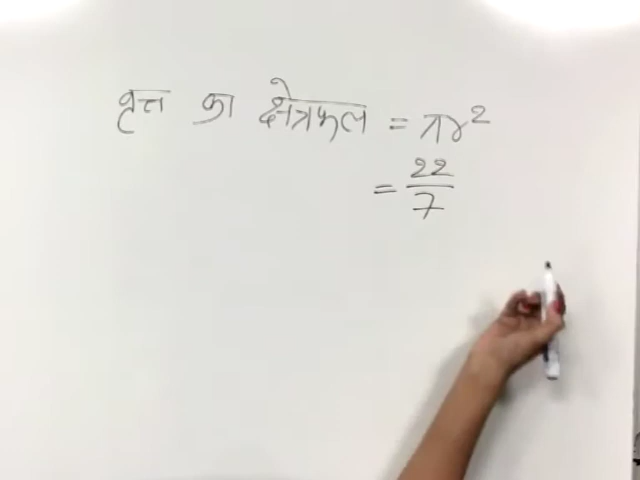 वृत्त का क्षेत्रफल = πr²
= 22/7